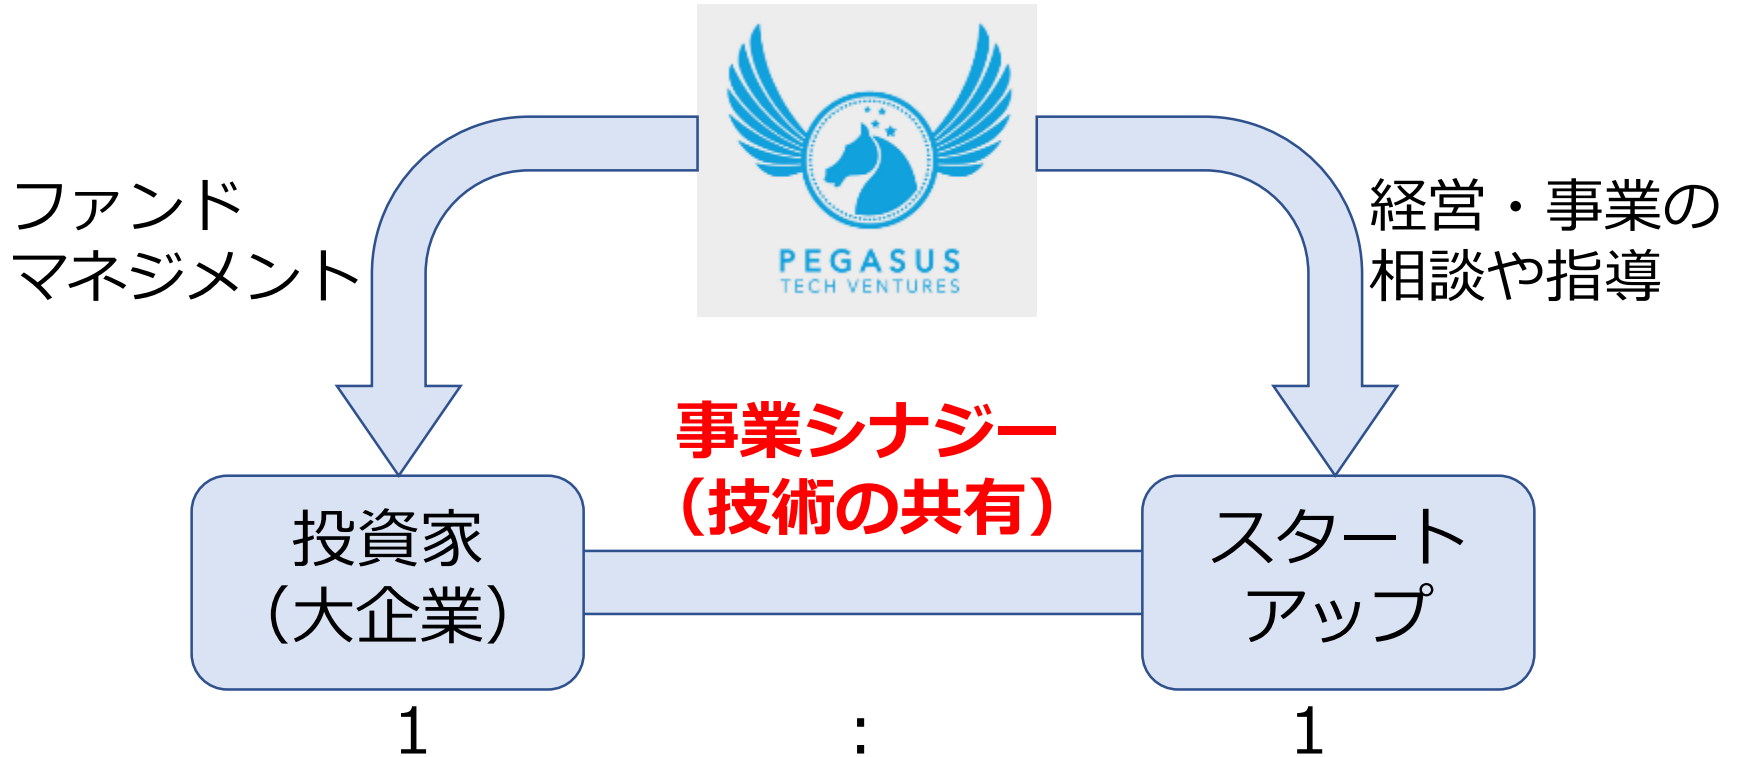 PEGASUS
TECH VENTURES
ファンド
マネジメント
経営・事業の
相談や指導
事業シナジー
（技術の共有）
投資家
（大企業）
スタート
アップ
1 : 1